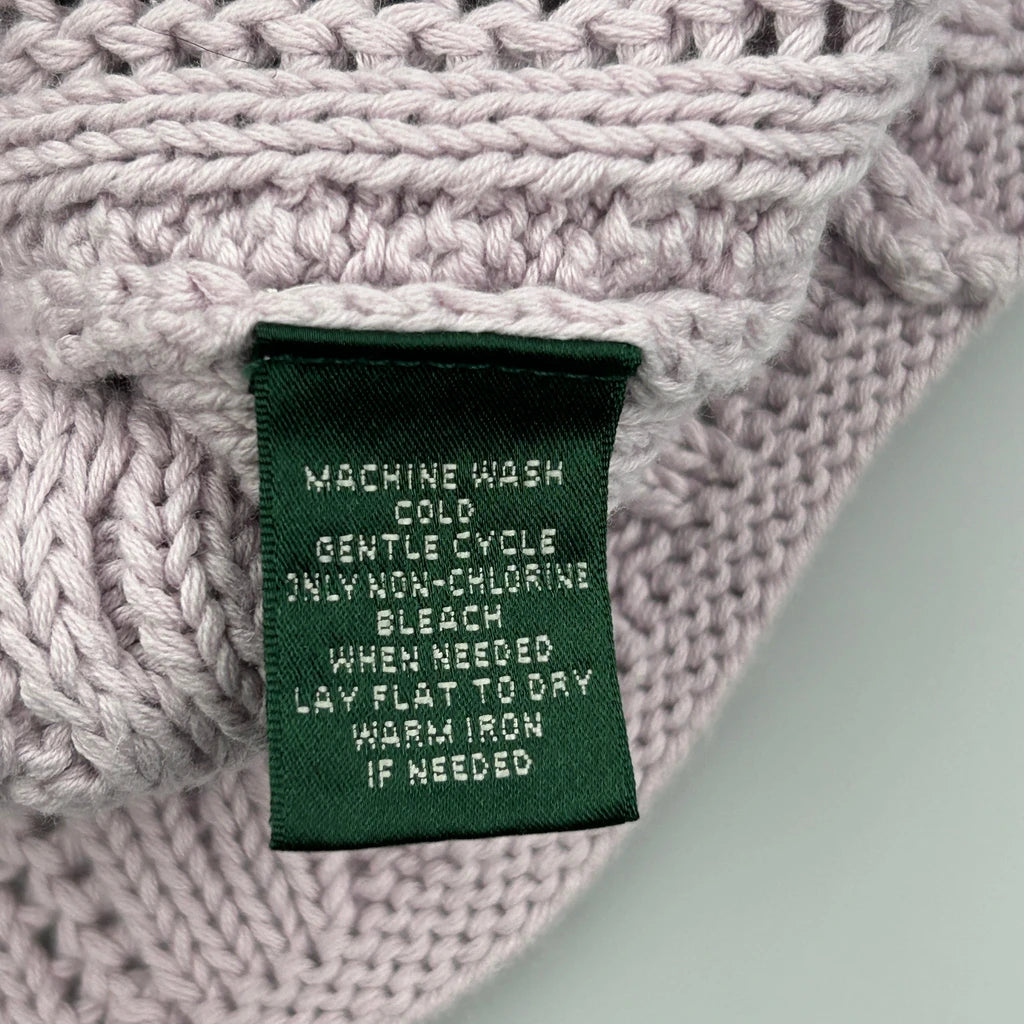 MACHINE WASH
COLD
GENTLE CYCLE
ONLY NON-CHLORINE
BLEACH
WHEN NEEDED
LAY FLAT TO DRY
WARM IRON
IF NEEDED